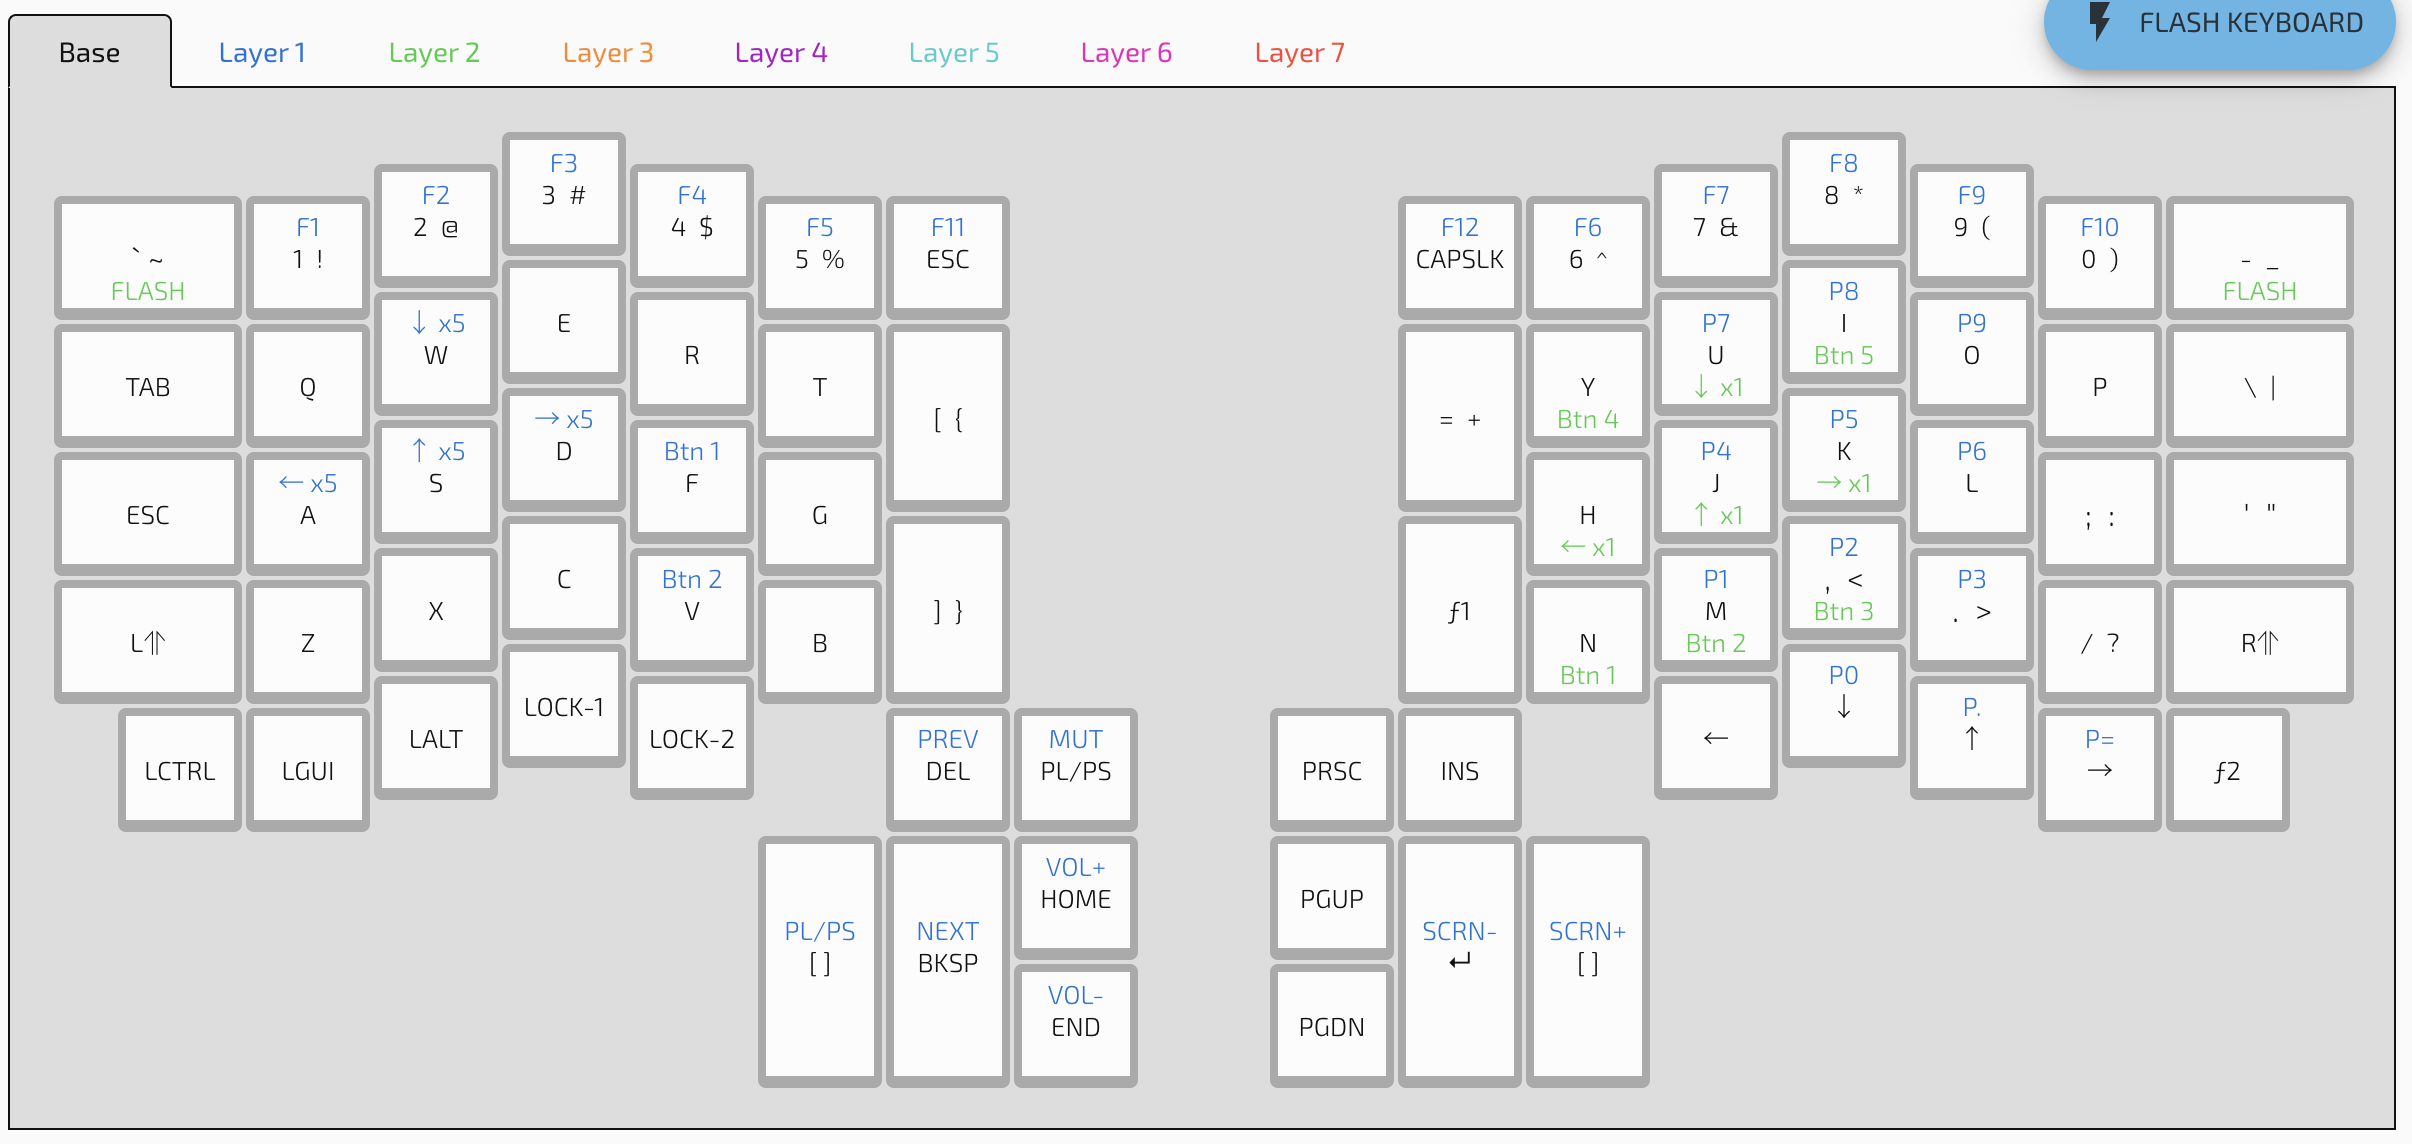 Base Layer 1 Layer 2 Layer 3 Layer 4 Layer 5 Layer 6 Layer 7 FLASH KEYBOARD
` ~
FLASH
F1
1 !
F2
2 @
F3
3 #
F4
4 $
F5
5 %
F11
ESC
TAB
Q
↓ x5
W
E
R
T
[ {
ESC
← x5
A
↑ x5
S
→ x5
D
Btn 1
F
G
] }
L⇑
Z
X
C
Btn 2
V
B
LCTRL
LGUI
LALT
LOCK-1
LOCK-2
PREV
DEL
MUT
PL/PS
PL/PS
[ ]
NEXT
BKSP
VOL+
HOME
VOL-
END
F12
CAPSLK
F6
6 ^
F7
7 &
F8
8 *
F9
9 (
F10
0 )
- _
FLASH
= +
Y
Btn 4
P7
U
↓ x1
P8
I
Btn 5
P9
O
P
\ |
ƒ1
H
← x1
P4
J
↑ x1
P5
K
→ x1
P6
L
; :
' "
N
Btn 1
P1
M
Btn 2
P2
, <
Btn 3
P3
. >
/ ?
R⇑
PRSC
INS
←
P0
↓
P.
↑
P=
→
ƒ2
PGUP
SCRN-
↵
SCRN+
[ ]
PGDN